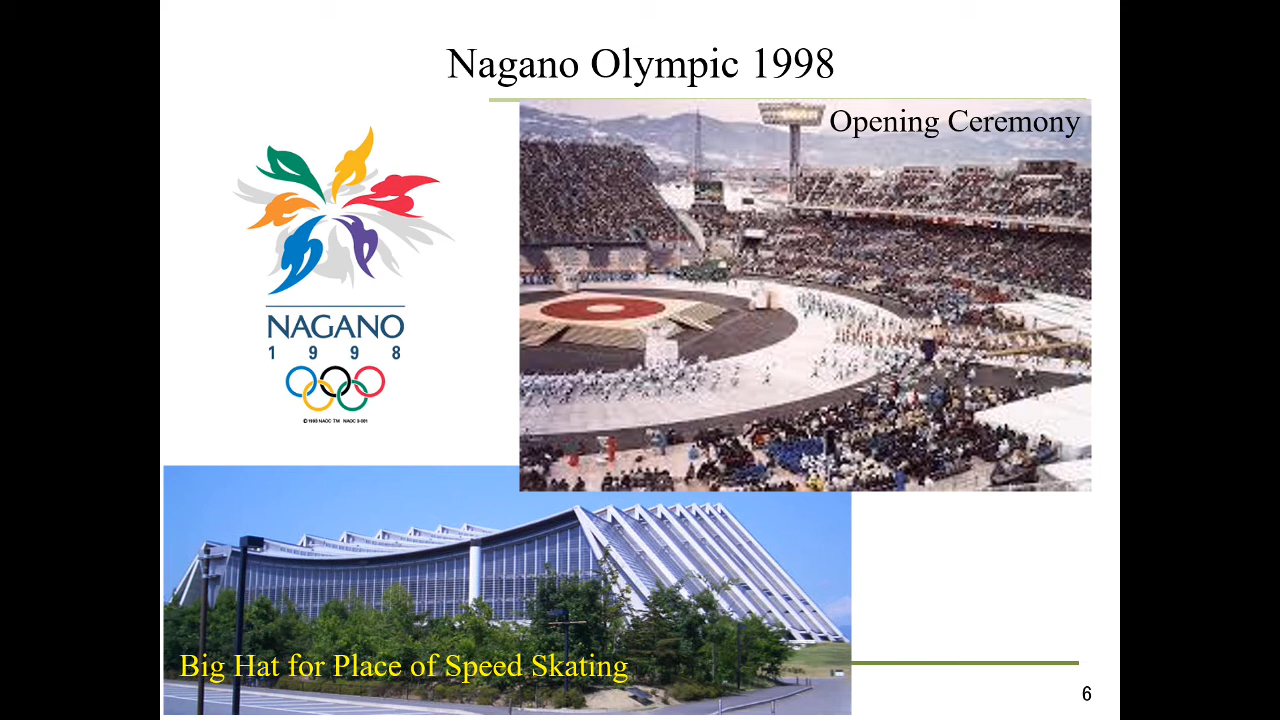 Nagano Olympic 1998
Opening Ceremony
NAGANO
1 9 9 8
Big Hat for Place of Speed Skating
6